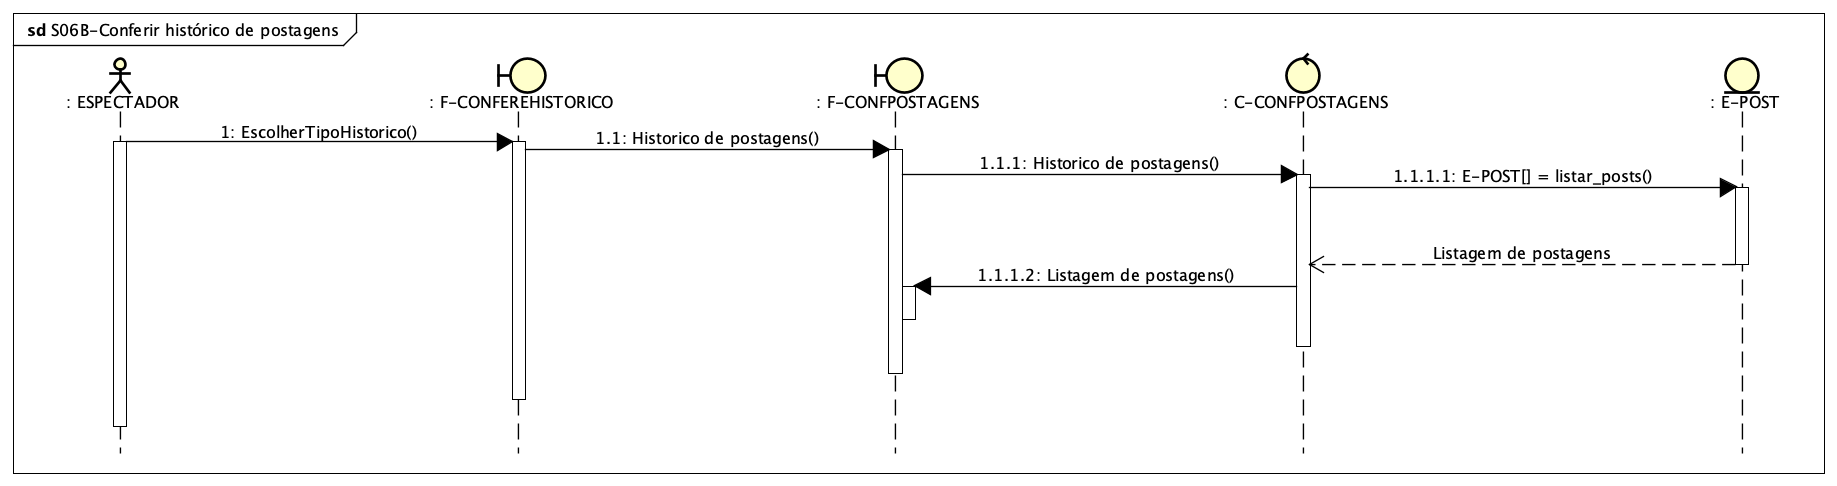 sd S06B-Conferir histórico de postagens
: ESPECTADOR
: F-CONFEREHISTORICO
: F-CONFPOSTAGENS
: C-CONFPOSTAGENS
: E-POST
1: EscolherTipoHistorico()
1.1: Historico de postagens()
1.1.1: Historico de postagens()
1.1.1.1: E-POST[] = listar_posts()
Listagem de postagens
1.1.1.2: Listagem de postagens()